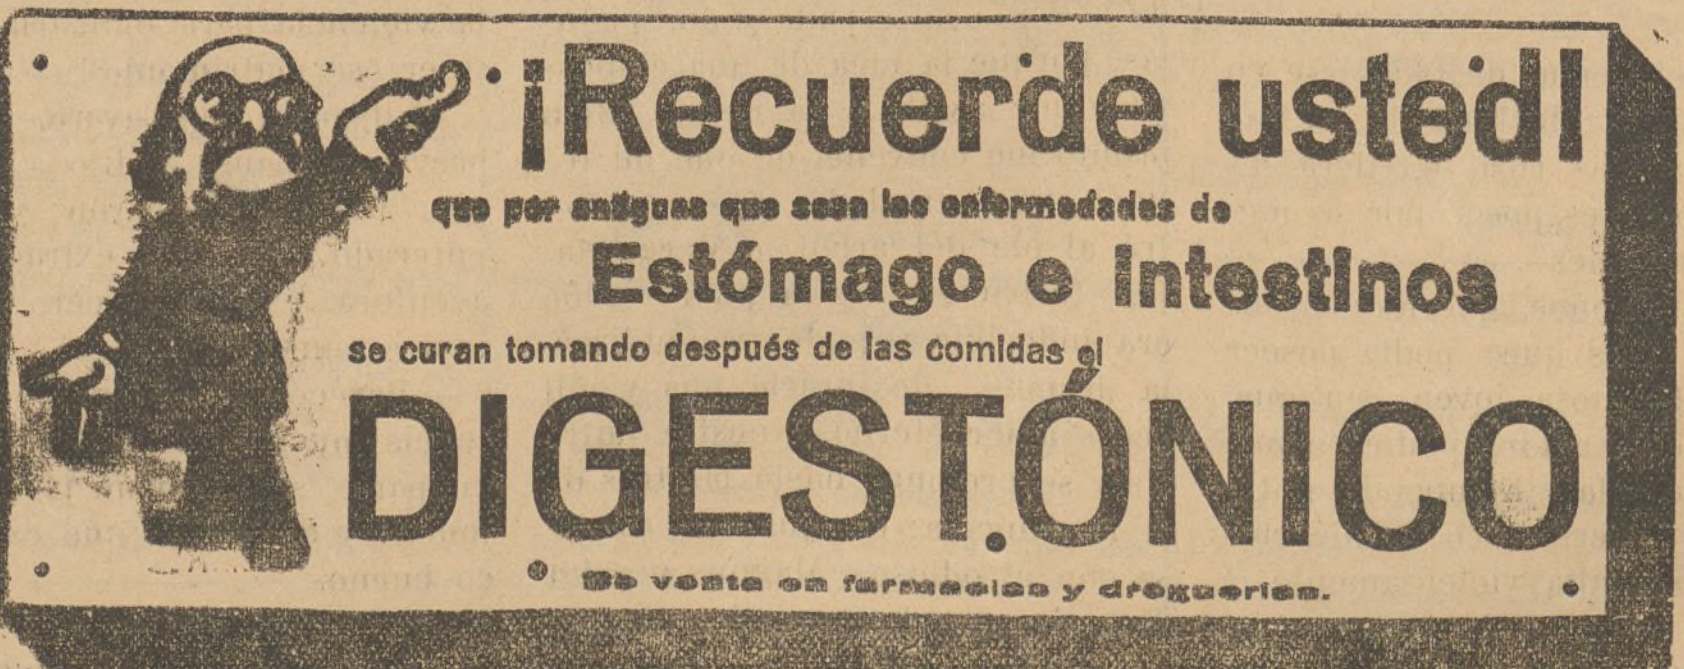 ¡Recuerde usted!
que por antiguas que sean las enfermedades de
Estómago e Intestinos
se curan tomando después de las comidas el
DIGESTÓNICO
De venta en farmacias y droguerías.